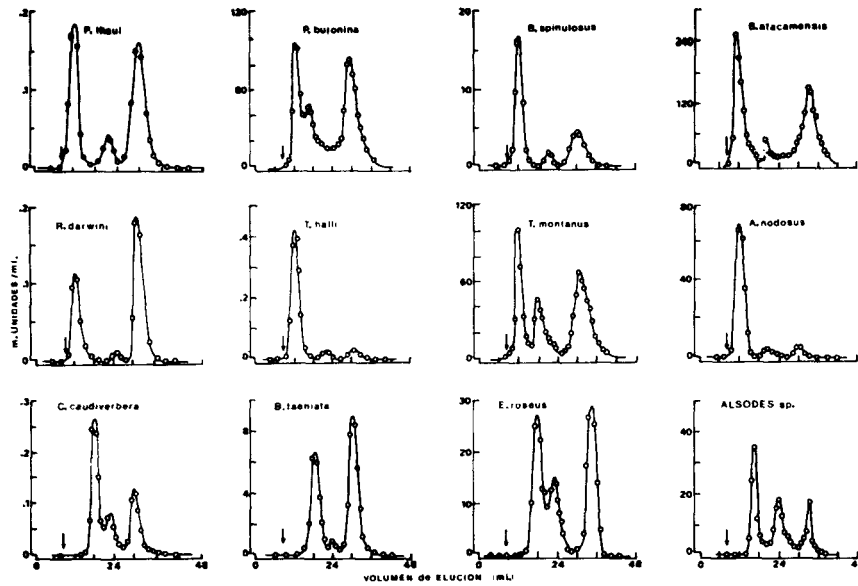 P. thaul
P. bufonina
B. spinulosus
B. atacamensis
.2
.1
0
120
60
0
20
10
0
240
120
0
R. darwini
T. halli
T. montanus
A. nodosus
.2
.1
0
.4
.2
0
120
60
0
80
40
0
m.UNIDADES/ml.
C. caudiverbera
B. taeniata
E. roseus
ALSODES sp.
.3
.2
.1
0
8
4
0
30
20
10
0
40
20
0
0 24 48
0 24 48
0 24 48
0 24 48
VOLUMEN de ELUCION (mL)